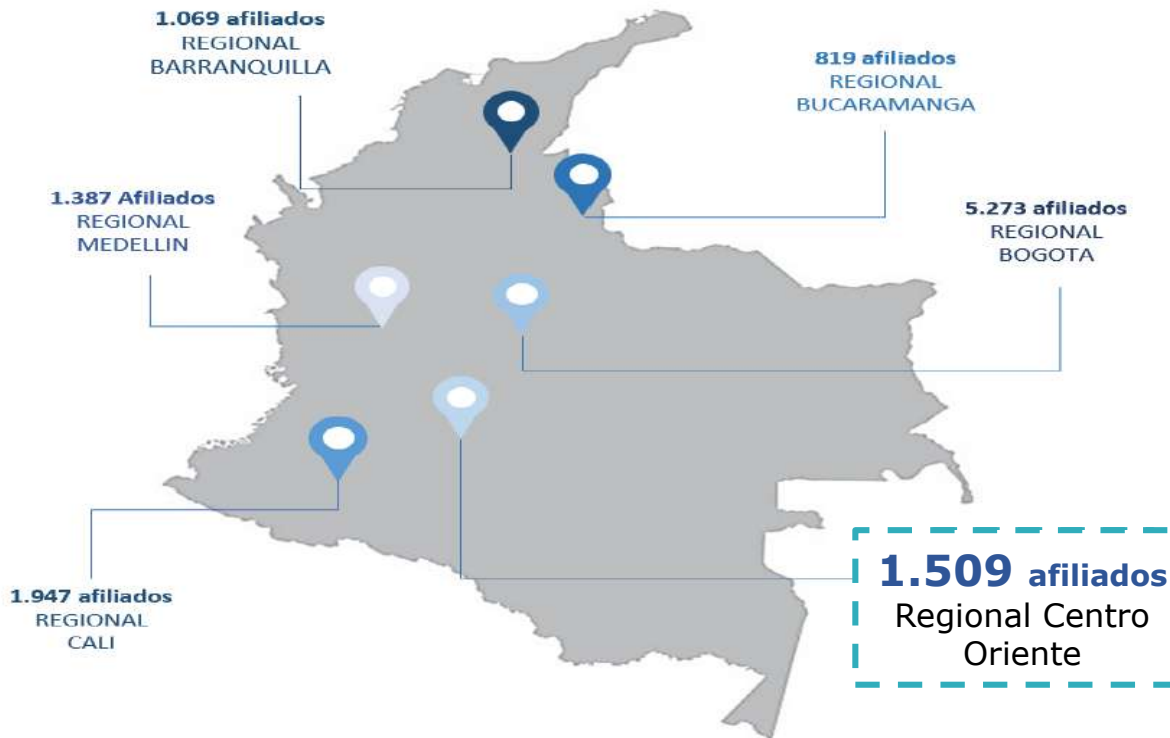 1.069 afiliados
REGIONAL
BARRANQUILLA
819 afiliados
REGIONAL
BUCARAMANGA
1.387 Afiliados
REGIONAL
MEDELLIN
5.273 afiliados
REGIONAL
BOGOTA
1.947 afiliados
REGIONAL
CALI
1.509 afiliados
Regional Centro
Oriente